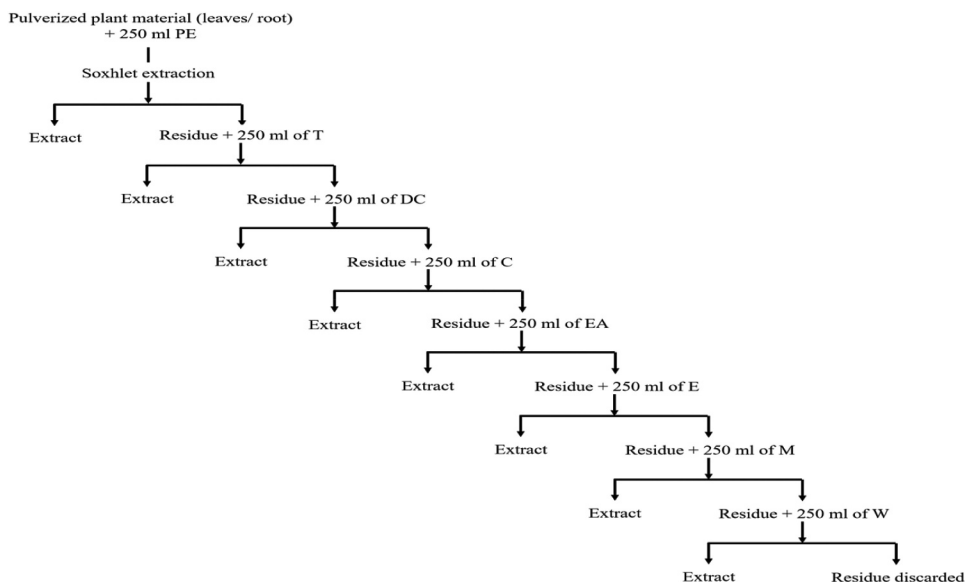 Pulverized plant material (leaves/ root)
+ 250 ml PE
Soxhlet extraction
Extract
Residue + 250 ml of T
Extract
Residue + 250 ml of DC
Extract
Residue + 250 ml of C
Extract
Residue + 250 ml of EA
Extract
Residue + 250 ml of E
Extract
Residue + 250 ml of M
Extract
Residue + 250 ml of W
Extract
Residue discarded